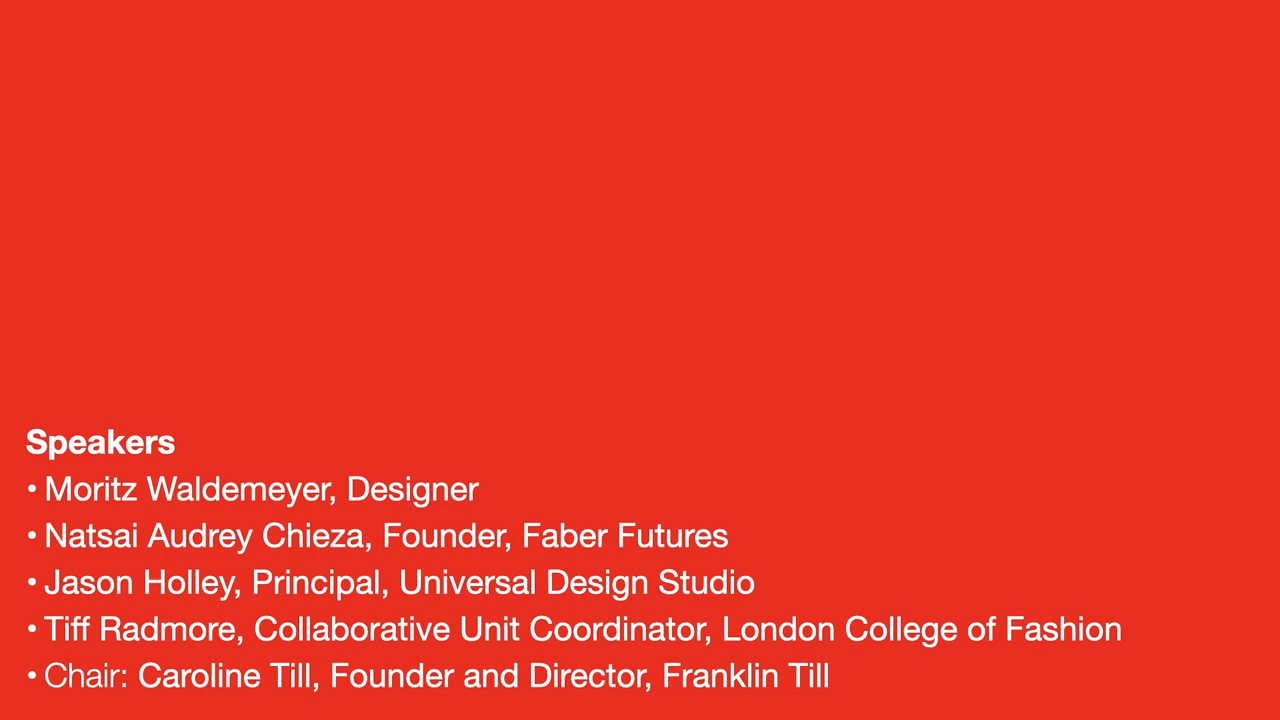 Speakers
• Moritz Waldemeyer, Designer
• Natsai Audrey Chieza, Founder, Faber Futures
• Jason Holley, Principal, Universal Design Studio
• Tiff Radmore, Collaborative Unit Coordinator, London College of Fashion
• Chair: Caroline Till, Founder and Director, Franklin Till